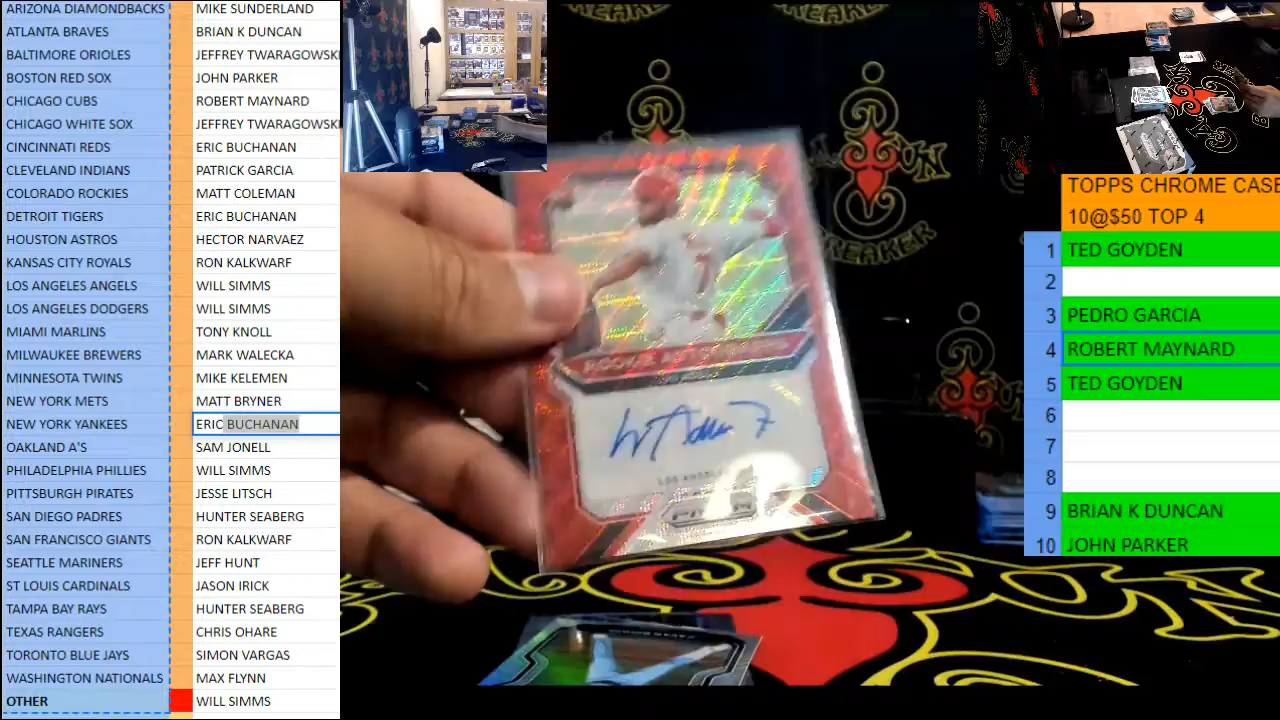 ARIZONA DIAMONDBACKS MIKE SUNDERLAND
ATLANTA BRAVES BRIAN K DUNCAN
BALTIMORE ORIOLES JEFFREY TWARAGOWSKI
BOSTON RED SOX JOHN PARKER
CHICAGO CUBS ROBERT MAYNARD
CHICAGO WHITE SOX JEFFREY TWARAGOWSKI
CINCINNATI REDS ERIC BUCHANAN
CLEVELAND INDIANS PATRICK GARCIA
COLORADO ROCKIES MATT COLEMAN
DETROIT TIGERS ERIC BUCHANAN
HOUSTON ASTROS HECTOR NARVAEZ
KANSAS CITY ROYALS RON KALKWARF
LOS ANGELES ANGELS WILL SIMMS
LOS ANGELES DODGERS WILL SIMMS
MIAMI MARLINS TONY KNOLL
MILWAUKEE BREWERS MARK WALECKA
MINNESOTA TWINS MIKE KELEMEN
NEW YORK METS MATT BRYNER
NEW YORK YANKEES ERIC BUCHANAN
OAKLAND A'S SAM JONELL
PHILADELPHIA PHILLIES WILL SIMMS
PITTSBURGH PIRATES JESSE LITSCH
SAN DIEGO PADRES HUNTER SEABERG
SAN FRANCISCO GIANTS RON KALKWARF
SEATTLE MARINERS JEFF HUNT
ST LOUIS CARDINALS JASON IRICK
TAMPA BAY RAYS HUNTER SEABERG
TEXAS RANGERS CHRIS OHARE
TORONTO BLUE JAYS SIMON VARGAS
WASHINGTON NATIONALS MAX FLYNN
OTHER WILL SIMMS
BREAKER
BREAKER
LOS ANGELES
TOPPS CHROME CASE
10@$50 TOP 4
1 TED GOYDEN
2
3 PEDRO GARCIA
4 ROBERT MAYNARD
5 TED GOYDEN
6
7
8
9 BRIAN K DUNCAN
10 JOHN PARKER